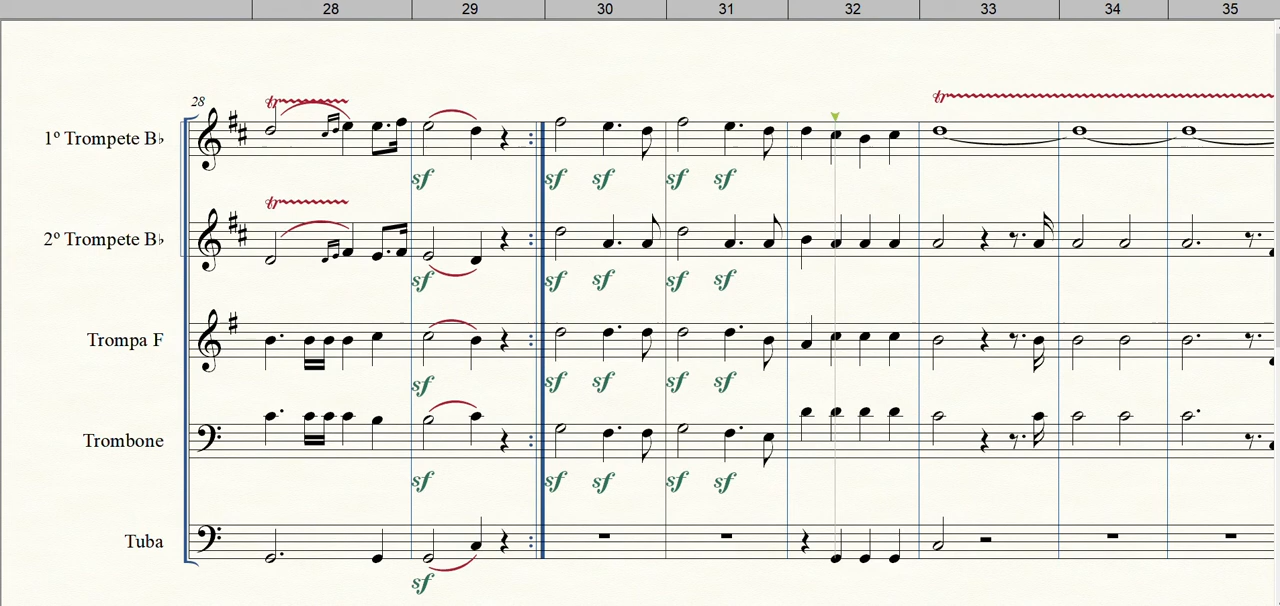 28 29 30 31 32 33 34 35
28
tr tr
1º Trompete B♭
sf sf sf sf sf
tr
2º Trompete B♭
sf sf sf sf sf
Trompa F
sf sf sf sf sf
Trombone
sf sf sf sf sf
Tuba
sf